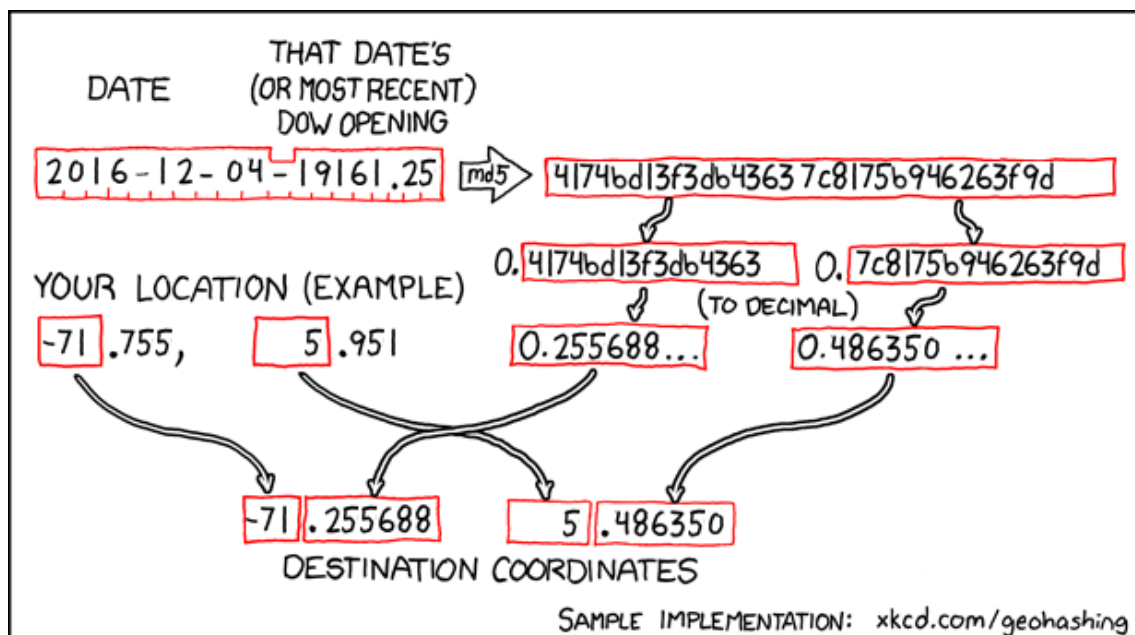 THAT DATE'S
DATE (OR MOST RECENT)
DOW OPENING
2016-12-04-19161.25 md5 4174bd13f3db43637c8175b946263f9d
0.4174bd13f3db4363 0.7c8175b946263f9d
YOUR LOCATION (EXAMPLE) (TO DECIMAL)
-71.755, 5.951 0.255688... 0.486350...
-71.255688 5.486350
DESTINATION COORDINATES
SAMPLE IMPLEMENTATION: xkcd.com/geohashing